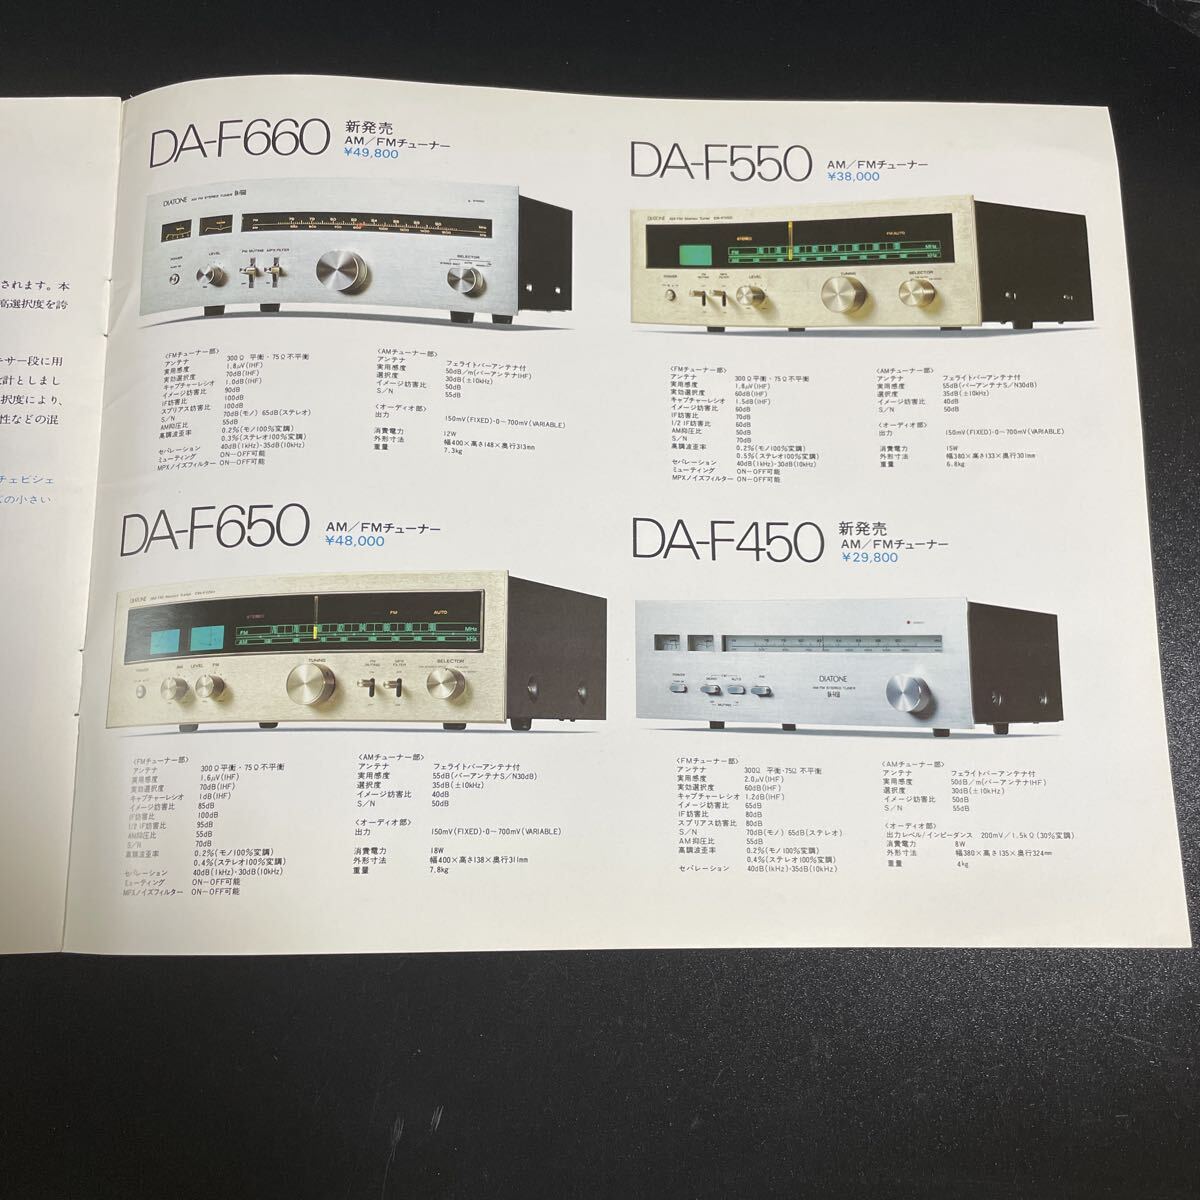 されます。本
高選択度を誇
チサー段に用
計としまし
択度により、
性などの混
チェビシェ
の小さい
DA-F660
新発売
AM/FMチューナー
¥49,800
DIATONE
〈FMチューナー部〉
アンテナ 300Ω 平衡・75Ω不平衡
実用感度 1.8μV(IHF)
実効選択度 70dB(IHF)
キャプチャーレシオ 1.0dB(IHF)
イメージ妨害比 90dB
IF妨害比 100dB
スプリアス妨害比 100dB
S/N 70dB(モノ) 65dB(ステレオ)
AM抑圧比 55dB
高調波歪率 0.2%(モノ100%変調)
0.3%(ステレオ100%変調)
セパレーション 40dB(1kHz)・35dB(10kHz)
ミューティング ON-OFF可能
MPXノイズフィルター ON-OFF可能
〈AMチューナー部〉
アンテナ フェライトバーアンテナ付
実用感度 50dB/m(バーアンテナIHF)
選択度 30dB(±10kHz)
イメージ妨害比 50dB
S/N 55dB
〈オーディオ部〉
出力 150mV(FIXED)・0〜700mV(VARIABLE)
消費電力 12W
外形寸法 幅400×高さ148×奥行313mm
重量 7.3kg
DA-F550
AM/FMチューナー
¥38,000
DIATONE AM-FM Stereo Tuner DA-F550
〈FMチューナー部〉
アンテナ 300Ω 平衡・75Ω不平衡
実用感度 1.8μV(IHF)
実効選択度 60dB(IHF)
キャプチャーレシオ 1.5dB(IHF)
イメージ妨害比 60dB
IF妨害比 70dB
1/2 IF妨害比 60dB
AM抑圧比 50dB
S/N 70dB
高調波歪率 0.2%(モノ100%変調)
0.5%(ステレオ100%変調)
セパレーション 40dB(1kHz)・30dB(10kHz)
ミューティング ON-OFF可能
MPXノイズフィルター ON-OFF可能
〈AMチューナー部〉
アンテナ フェライトバーアンテナ付
実用感度 55dB(バーアンテナS/N30dB)
選択度 35dB(±10kHz)
イメージ妨害比 40dB
S/N 50dB
〈オーディオ部〉
出力 150mV(FIXED)・0〜700mV(VARIABLE)
消費電力 15W
外形寸法 幅380×高さ133×奥行301mm
重量 6.8kg
DA-F650
AM/FMチューナー
¥48,000
DIATONE AM-FM Stereo Tuner
STEREO FM AUTO
TUNING
SELECTOR
〈FMチューナー部〉
アンテナ 300Ω 平衡・75Ω不平衡
実用感度 1.6μV(IHF)
実効選択度 70dB(IHF)
キャプチャーレシオ 1dB(IHF)
イメージ妨害比 85dB
IF妨害比 100dB
1/2 IF妨害比 95dB
AM抑圧比 55dB
S/N 70dB
高調波歪率 0.2%(モノ100%変調)
0.4%(ステレオ100%変調)
セパレーション 40dB(1kHz)・30dB(10kHz)
ミューティング ON-OFF可能
MPXノイズフィルター ON-OFF可能
〈AMチューナー部〉
アンテナ フェライトバーアンテナ付
実用感度 55dB(バーアンテナS/N30dB)
選択度 35dB(±10kHz)
イメージ妨害比 40dB
S/N 50dB
〈オーディオ部〉
出力 150mV(FIXED)・0〜700mV(VARIABLE)
消費電力 18W
外形寸法 幅400×高さ138×奥行311mm
重量 7.8kg
DA-F450
新発売
AM/FMチューナー
¥29,800
DIATONE
AM-FM STEREO TUNER
〈FMチューナー部〉
アンテナ 300Ω 平衡・75Ω 不平衡
実用感度 2.0μV(IHF)
実効選択度 60dB(IHF)
キャプチャーレシオ 1.2dB(IHF)
イメージ妨害比 65dB
IF妨害比 80dB
スプリアス妨害比 80dB
S/N 70dB(モノ) 65dB(ステレオ)
AM抑圧比 55dB
高調波歪率 0.2%(モノ100%変調)
0.4%(ステレオ100%変調)
セパレーション 40dB(1kHz)・35dB(10kHz)
〈AMチューナー部〉
アンテナ フェライトバーアンテナ付
実用感度 50dB/m(バーアンテナIHF)
選択度 30dB(±10kHz)
イメージ妨害比 50dB
S/N 55dB
〈オーディオ部〉
出力レベル/インピーダンス 200mV/1.5kΩ(30%変調)
消費電力 8W
外形寸法 幅380×高さ135×奥行324mm
重量 4kg